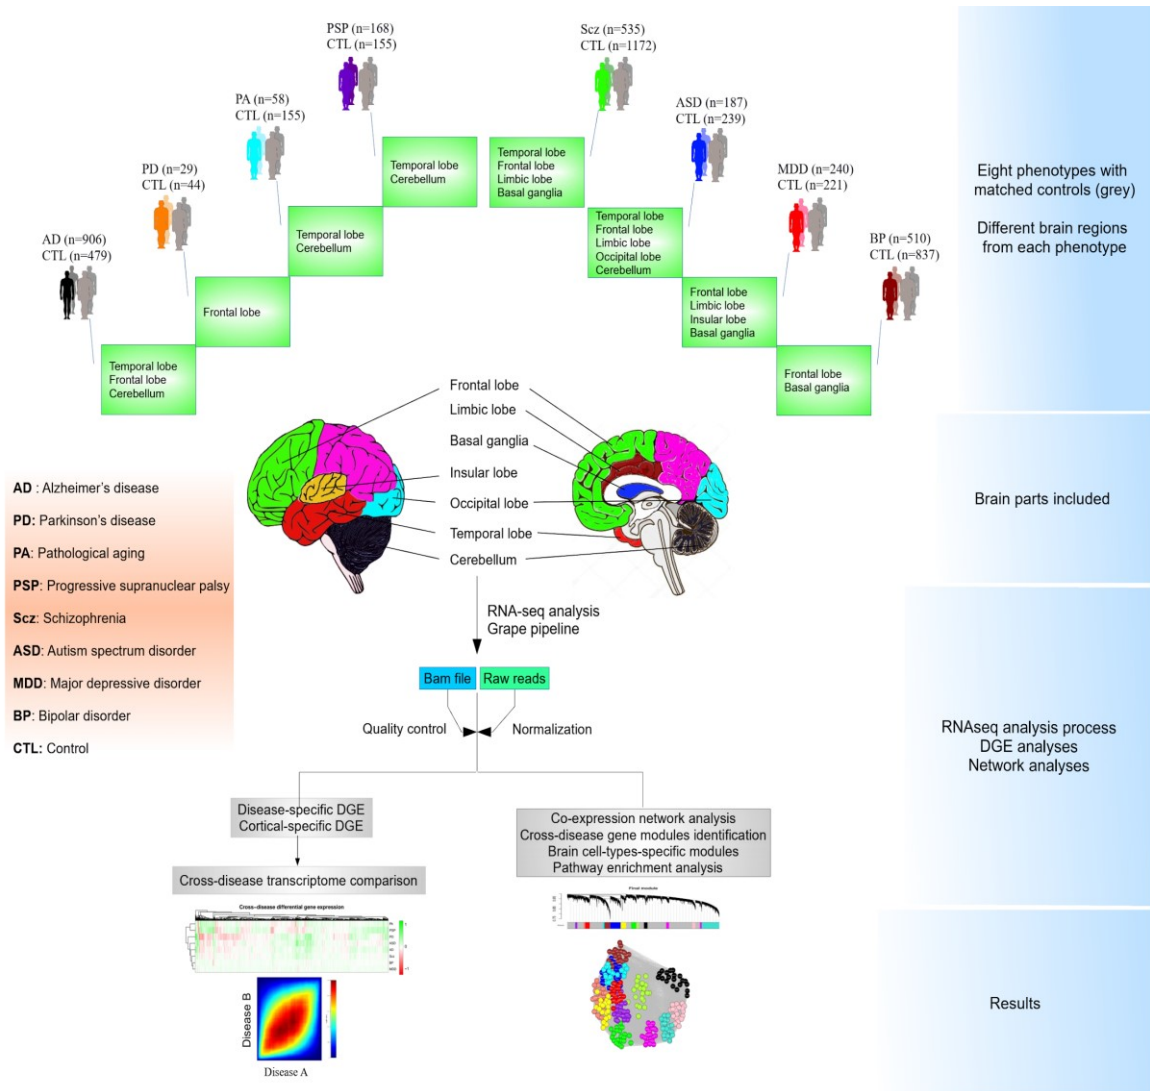 PSP (n=168)
CTL (n=155)
Scz (n=535)
CTL (n=1172)
PA (n=58)
CTL (n=155)
ASD (n=187)
CTL (n=239)
PD (n=29)
CTL (n=44)
MDD (n=240)
CTL (n=221)
AD (n=906)
CTL (n=479)
BP (n=510)
CTL (n=837)
Temporal lobe
Cerebellum
Temporal lobe
Frontal lobe
Limbic lobe
Basal ganglia
Temporal lobe
Cerebellum
Temporal lobe
Frontal lobe
Limbic lobe
Occipital lobe
Cerebellum
Frontal lobe
Frontal lobe
Limbic lobe
Insular lobe
Basal ganglia
Temporal lobe
Frontal lobe
Cerebellum
Frontal lobe
Basal ganglia
Eight phenotypes with
matched controls (grey)
Different brain regions
from each phenotype
Frontal lobe
Limbic lobe
Basal ganglia
Insular lobe
Occipital lobe
Temporal lobe
Cerebellum
Brain parts included
AD : Alzheimer's disease
PD: Parkinson's disease
PA: Pathological aging
PSP: Progressive supranuclear palsy
Scz: Schizophrenia
ASD: Autism spectrum disorder
MDD: Major depressive disorder
BP: Bipolar disorder
CTL: Control
RNA-seq analysis
Grape pipeline
Bam file
Raw reads
Quality control
Normalization
RNAseq analysis process
DGE analyses
Network analyses
Disease-specific DGE
Cortical-specific DGE
Co-expression network analysis
Cross-disease gene modules identification
Brain cell-types-specific modules
Pathway enrichment analysis
Cross-disease transcriptome comparison
Cross-disease differential gene expression
Final module
Disease B
Disease A
Results